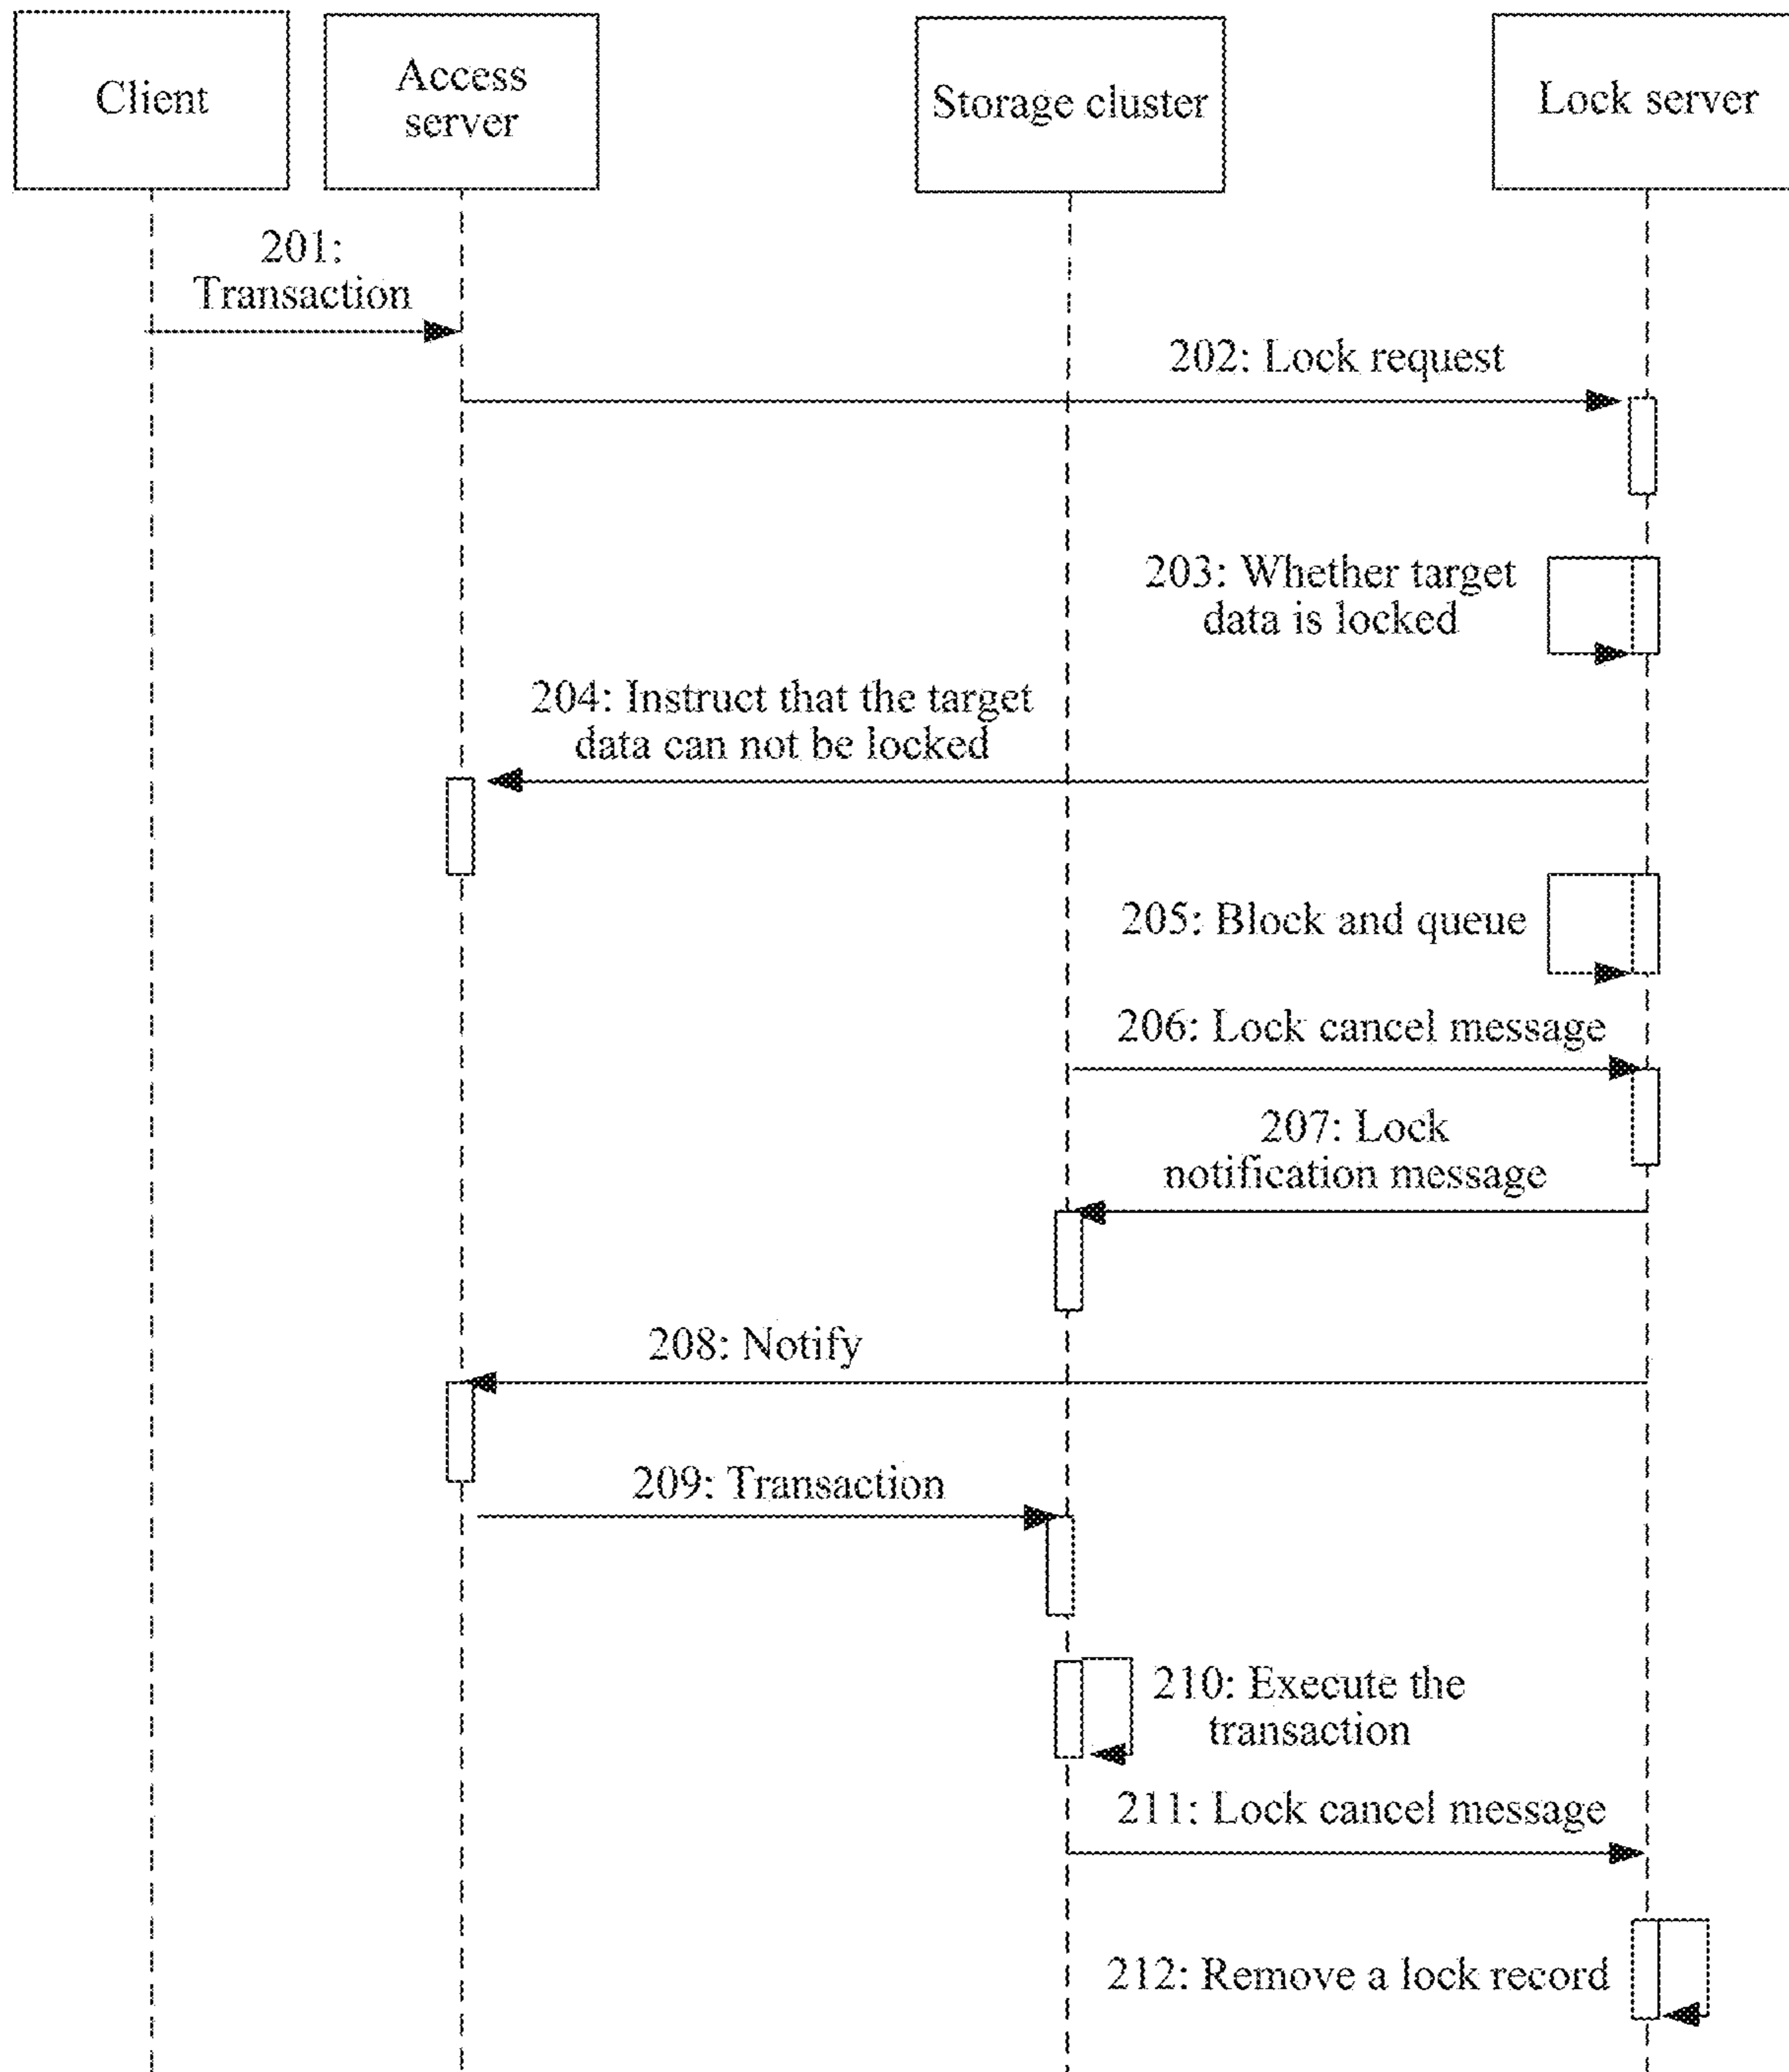 Client
Access
server
Storage cluster
Lock server
201:
Transaction
202: Lock request
203: Whether target
data is locked
204: Instruct that the target
data can not be locked
205: Block and queue
206: Lock cancel message
207: Lock
notification message
208: Notify
209: Transaction
210: Execute the
transaction
211: Lock cancel message
212: Remove a lock record